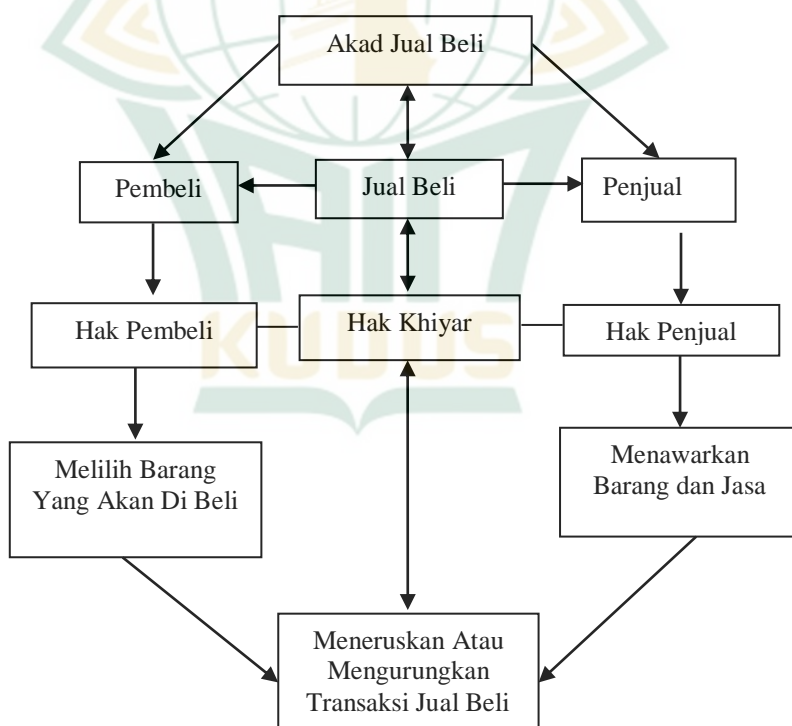 Akad Jual Beli
Pembeli
Jual Beli
Penjual
Hak Pembeli
Hak Khiyar
Hak Penjual
KUDUS
Melilih Barang
Yang Akan Di Beli
Menawarkan
Barang dan Jasa
Meneruskan Atau
Mengurungkan
Transaksi Jual Beli